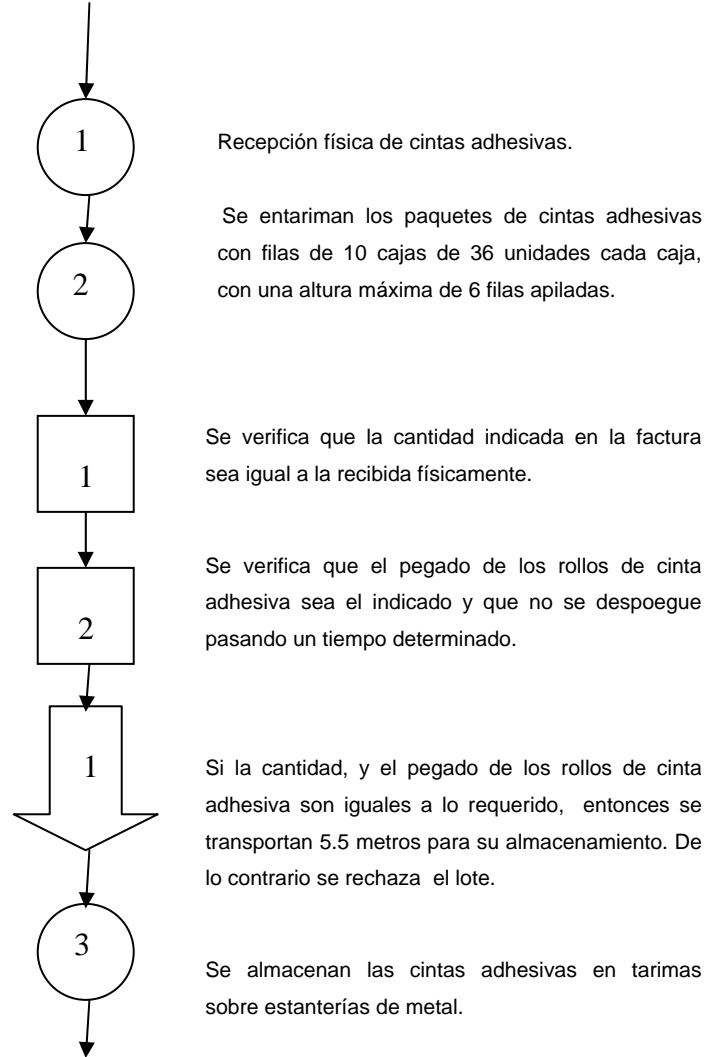 1
Recepción física de cintas adhesivas.
Se entariman los paquetes de cintas adhesivas
con filas de 10 cajas de 36 unidades cada caja,
con una altura máxima de 6 filas apiladas.
2
Se verifica que la cantidad indicada en la factura
sea igual a la recibida físicamente.
1
Se verifica que el pegado de los rollos de cinta
adhesiva sea el indicado y que no se despoegue
pasando un tiempo determinado.
2
1
Si la cantidad, y el pegado de los rollos de cinta
adhesiva son iguales a lo requerido, entonces se
transportan 5.5 metros para su almacenamiento. De
lo contrario se rechaza el lote.
3
Se almacenan las cintas adhesivas en tarimas
sobre estanterías de metal.